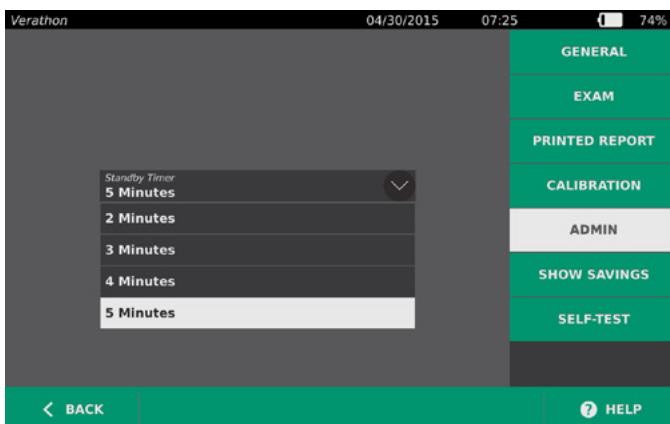 Verathon 04/30/2015 07:25 74%
GENERAL
EXAM
PRINTED REPORT
CALIBRATION
ADMIN
SHOW SAVINGS
SELF-TEST
Standby Timer
5 Minutes
2 Minutes
3 Minutes
4 Minutes
5 Minutes
BACK
? HELP